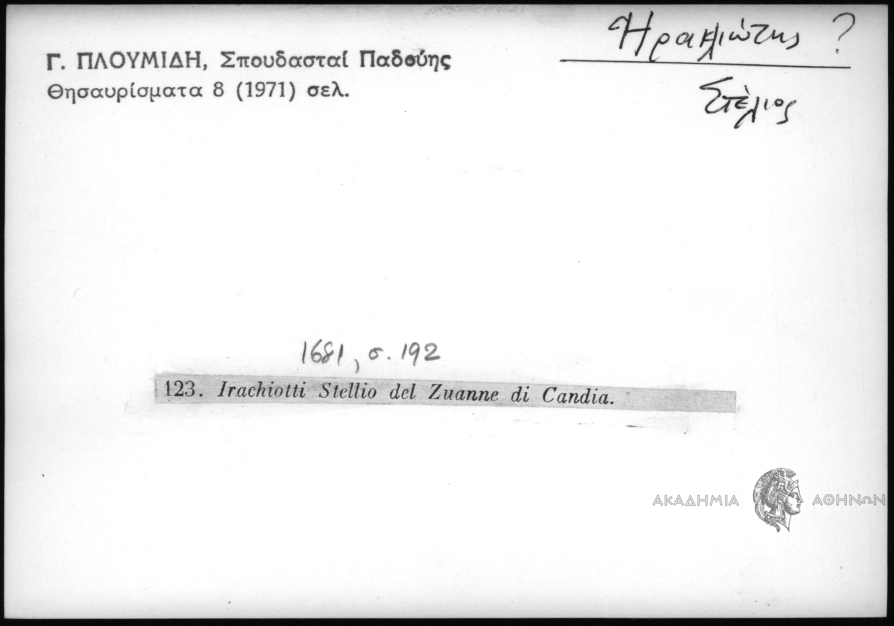 Γ. ΠΛΟΥΜΙΔΗ, Σπουδασταί Παδούης
Θησαυρίσματα 8 (1971) σελ.
Ηρακλιώτης ?
Στέλιος
1681, σ. 192
123. Irachiotti Stellio del Zuanne di Candia.
ΑΚΑΔΗΜΙΑ ΑΘΗΝΩΝ